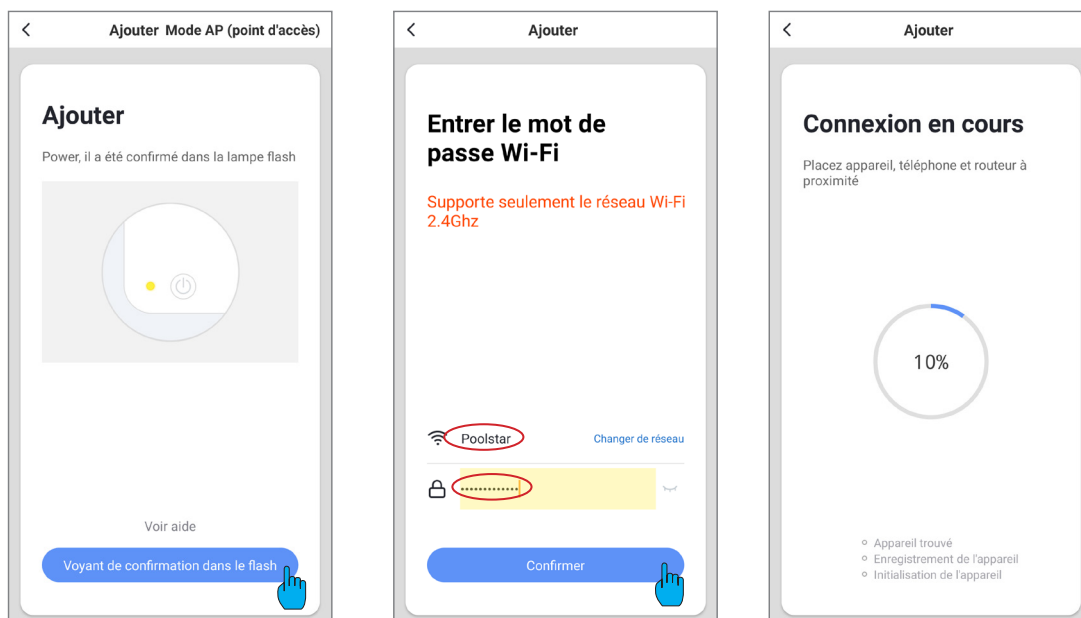 Ajouter Mode AP (point d'accès)
Ajouter
Power, il a été confirmé dans la lampe flash
Voir aide
Voyant de confirmation dans le flash
Ajouter
Entrer le mot de
passe Wi-Fi
Supporte seulement le réseau Wi-Fi
2.4Ghz
Poolstar
Changer de réseau
•••••••••••••
Confirmer
Ajouter
Connexion en cours
Placez appareil, téléphone et routeur à
proximité
10%
Appareil trouvé
Enregistrement de l'appareil
Initialisation de l'appareil